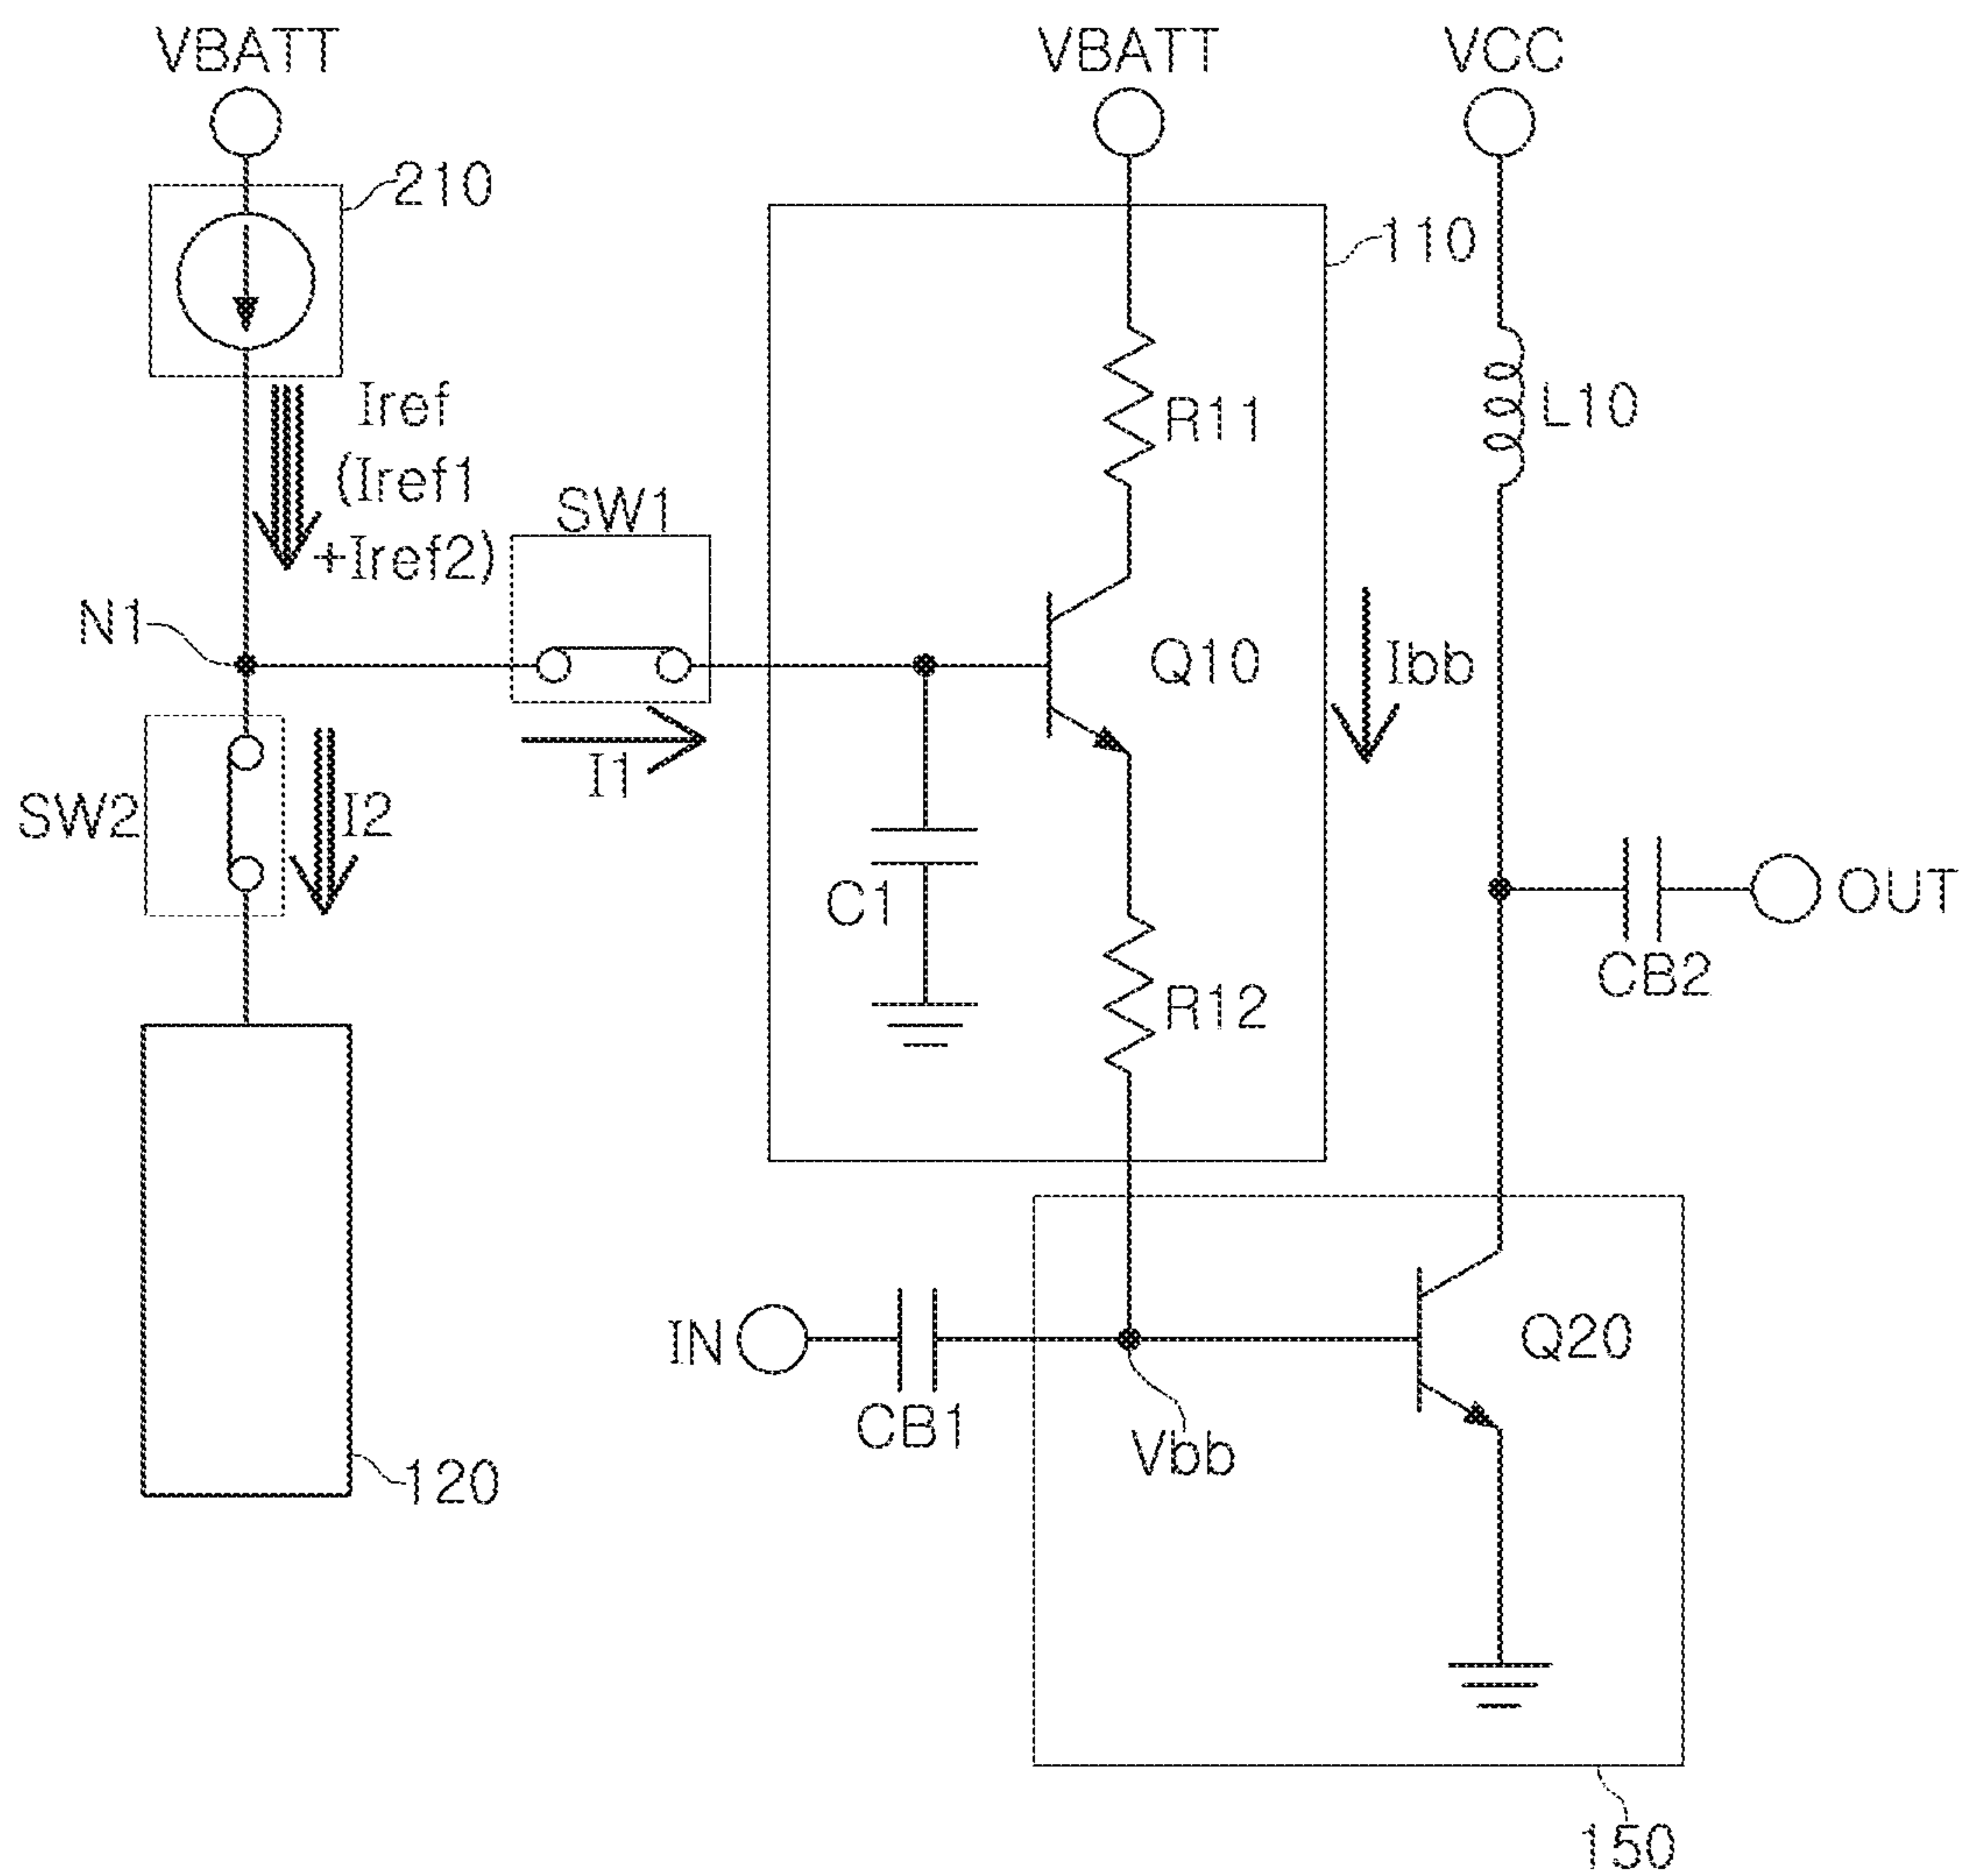 VBATT
VBATT
VCC
210
110
Iref
(Iref1
+Iref2)
R11
L10
SW1
N1
Q10
Ibb
I1
SW2
I2
C1
OUT
CB2
R12
IN
Q20
CB1
Vbb
120
150